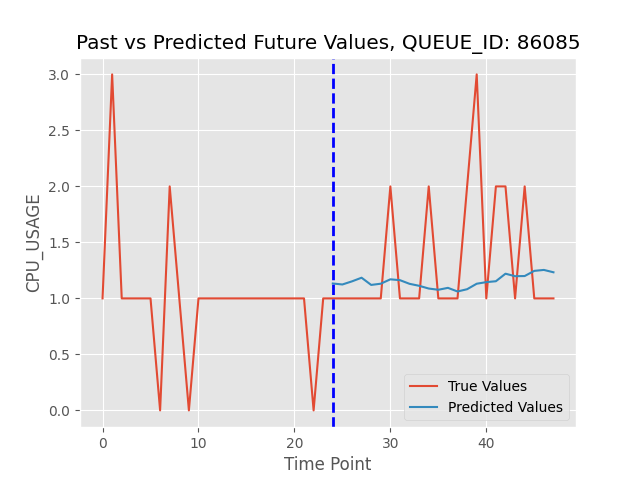 Past vs Predicted Future Values, QUEUE_ID: 86085
3.0
2.5
2.0
1.5
1.0
0.5
0.0
CPU_USAGE
0 10 20 30 40
Time Point
True Values
Predicted Values